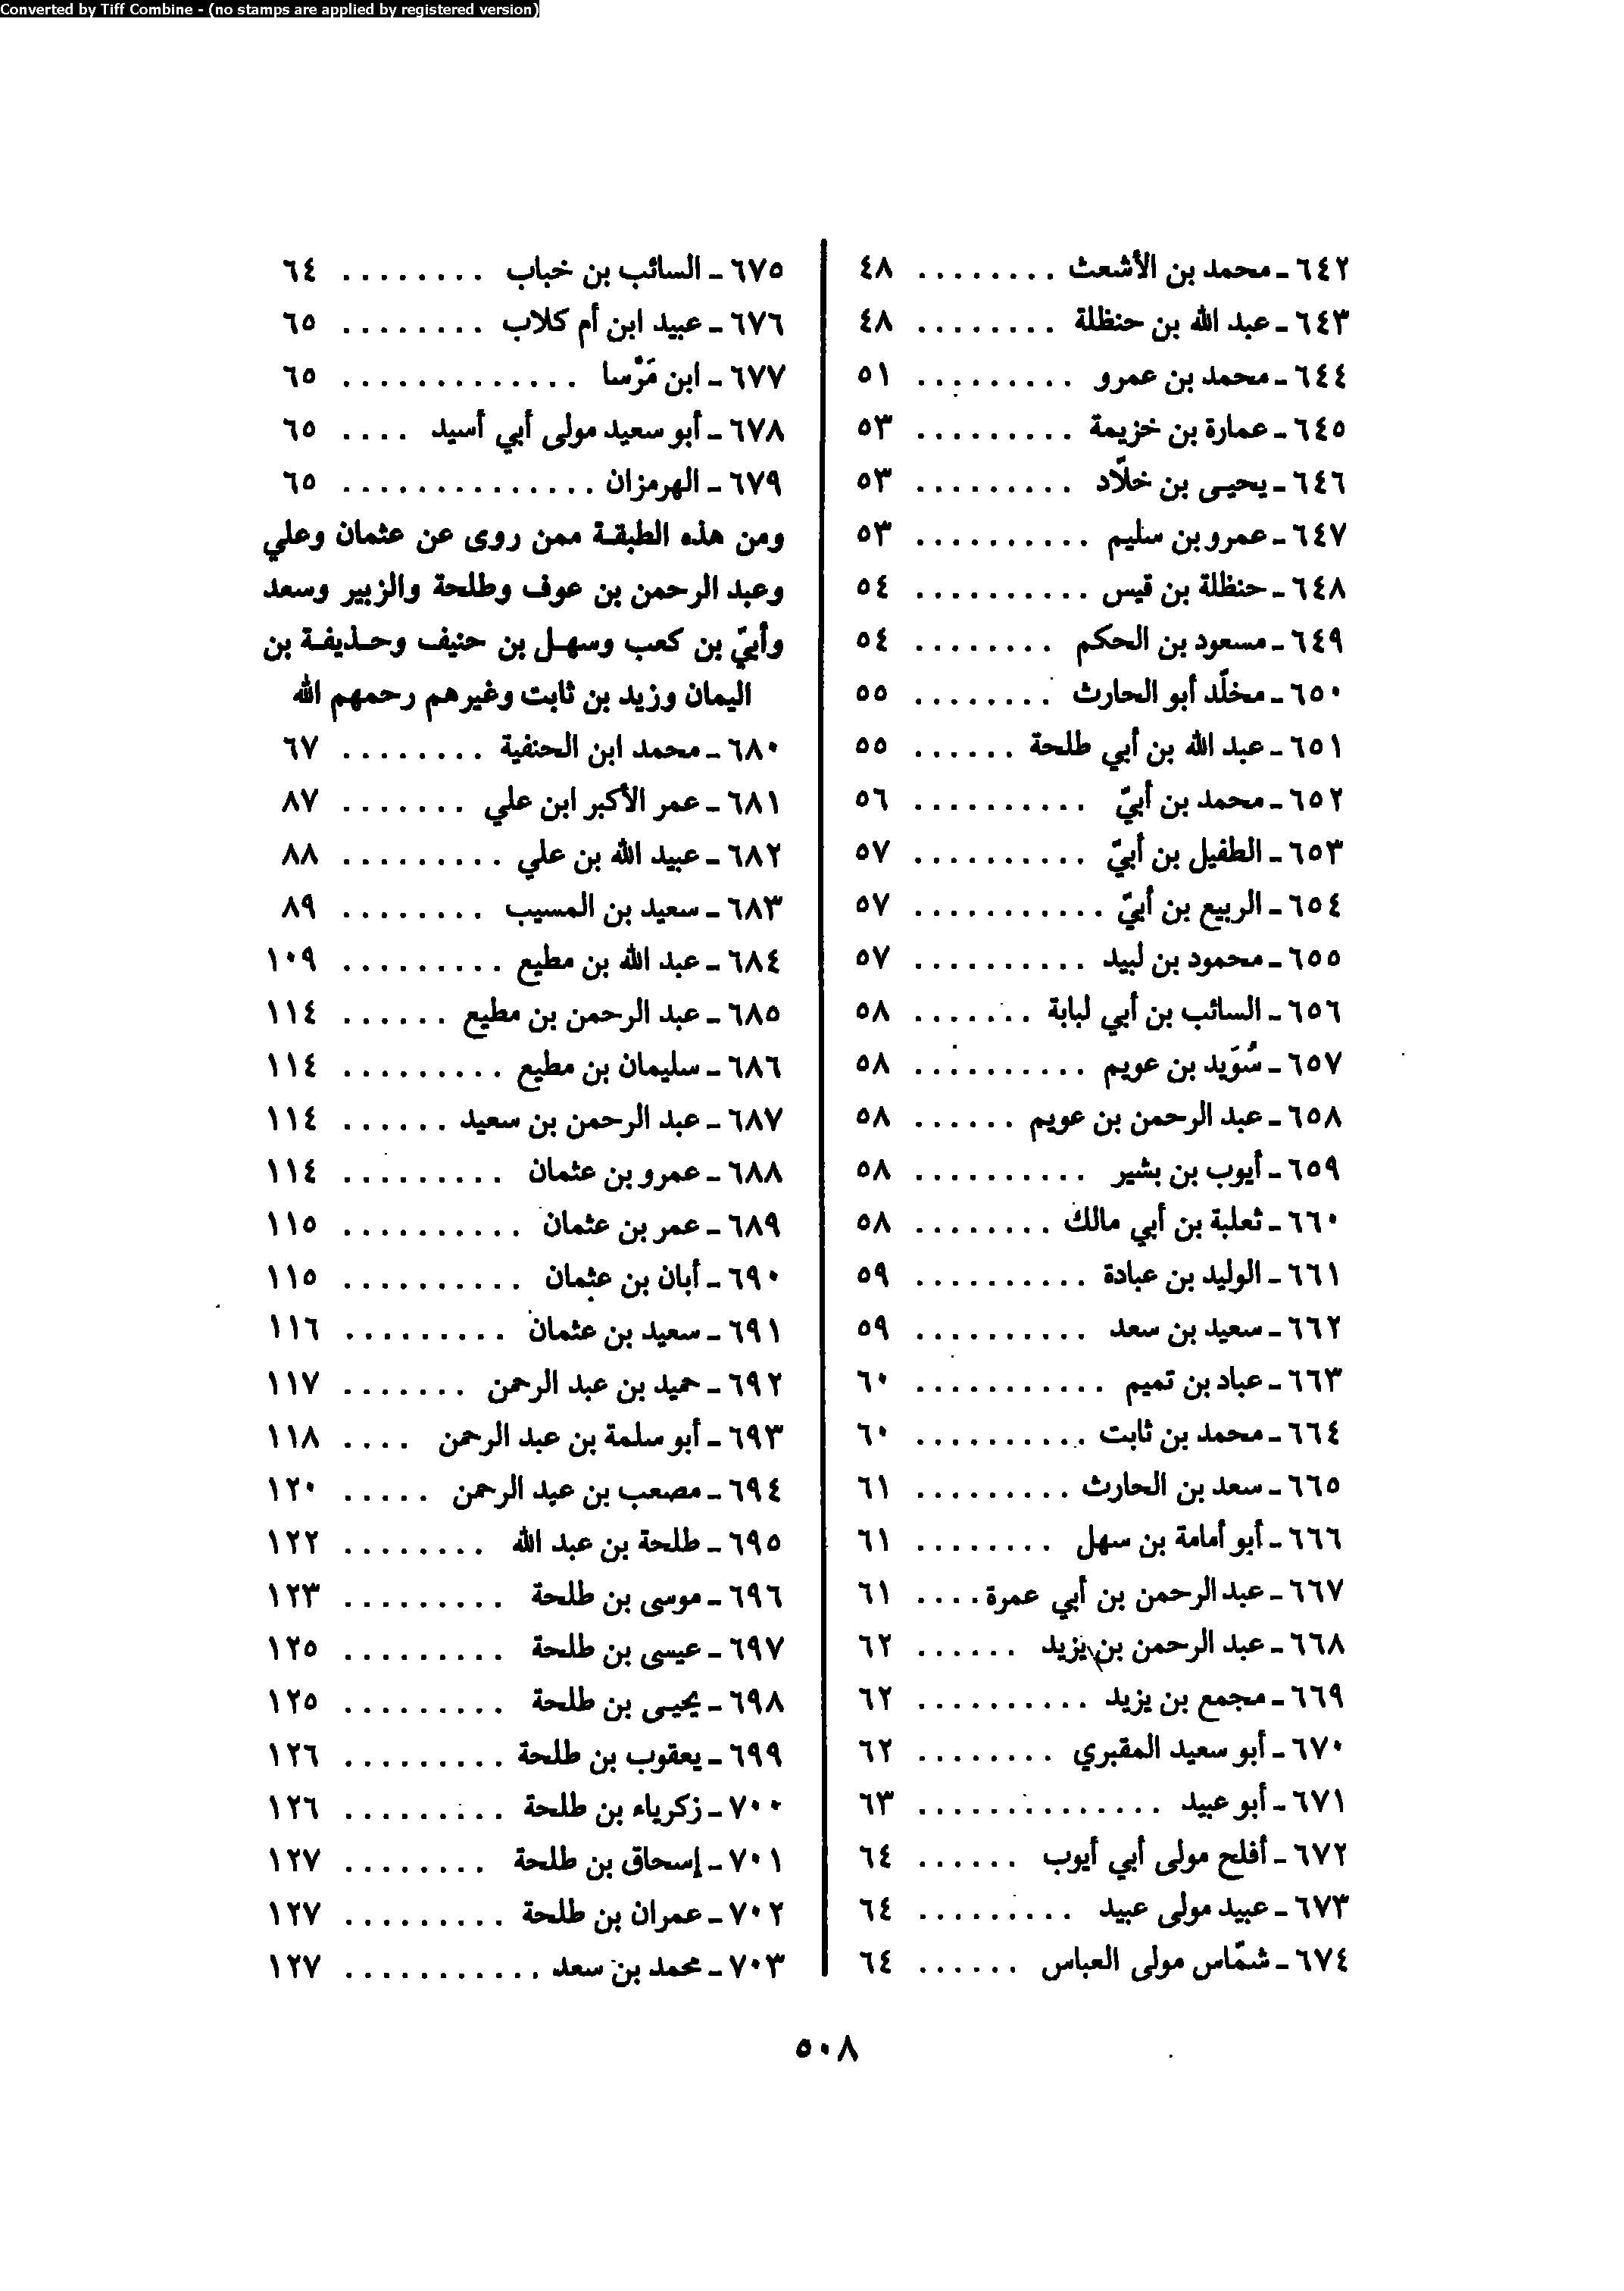 Converted by Tiff Combine - (no stamps are applied by registered version)
٦٤٢ - محمد بن الأشعث ........ ٤٨
٦٤٣ - عبد الله بن حنظلة ........ ٤٨
٦٤٤ - محمد بن عمرو ......... ٥١
٦٤٥ - عمارة بن خزيمة ......... ٥٣
٦٤٦ - يحيى بن خلّاد ......... ٥٣
٦٤٧ - عمرو بن سليم .......... ٥٣
٦٤٨ - حنظلة بن قيس .......... ٥٤
٦٤٩ - مسعود بن الحكم ........ ٥٤
٦٥٠ - مخلّد أبو الحارث ........ ٥٥
٦٥١ - عبد الله بن أبي طلحة ...... ٥٥
٦٥٢ - محمد بن أبيّ .......... ٥٦
٦٥٣ - الطفيل بن أبيّ .......... ٥٧
٦٥٤ - الربيع بن أبيّ ........... ٥٧
٦٥٥ - محمود بن لبيد .......... ٥٧
٦٥٦ - السائب بن أبي لبابة ....... ٥٨
٦٥٧ - سُوَيد بن عويم .......... ٥٨
٦٥٨ - عبد الرحمن بن عويم ...... ٥٨
٦٥٩ - أيوب بن بشير .......... ٥٨
٦٦٠ - ثعلبة بن أبي مالك ........ ٥٨
٦٦١ - الوليد بن عبادة .......... ٥٩
٦٦٢ - سعيد بن سعد .......... ٥٩
٦٦٣ - عباد بن تميم ........... ٦٠
٦٦٤ - محمد بن ثابت .......... ٦٠
٦٦٥ - سعد بن الحارث ......... ٦١
٦٦٦ - أبو أمامة بن سهل ........ ٦١
٦٦٧ - عبد الرحمن بن أبي عمرة .... ٦١
٦٦٨ - عبد الرحمن بن يزيد ...... ٦٢
٦٦٩ - مجمع بن يزيد .......... ٦٢
٦٧٠ - أبو سعيد المقبري ........ ٦٢
٦٧١ - أبو عبيد .............. ٦٣
٦٧٢ - أفلح مولى أبي أيوب ...... ٦٤
٦٧٣ - عبيد مولى عبيد ......... ٦٤
٦٧٤ - شمّاس مولى العباس ...... ٦٤
٦٧٥ - السائب بن خباب ........ ٦٤
٦٧٦ - عبيد ابن أم كلاب ........ ٦٥
٦٧٧ - ابن مَرْسا ............. ٦٥
٦٧٨ - أبو سعيد مولى أبي أسيد .... ٦٥
٦٧٩ - الهرمزان .............. ٦٥
ومن هذه الطبقة ممن روى عن عثمان وعلي
وعبد الرحمن بن عوف وطلحة والزبير وسعد
وأبيّ بن كعب وسهل بن حنيف وحذيفة بن
اليمان وزيد بن ثابت وغيرهم رحمهم الله
٦٨٠ - محمد ابن الحنفية ........ ٦٧
٦٨١ - عمر الأكبر ابن علي ....... ٨٧
٦٨٢ - عبيد الله بن علي ......... ٨٨
٦٨٣ - سعيد بن المسيب ........ ٨٩
٦٨٤ - عبد الله بن مطيع ......... ١٠٩
٦٨٥ - عبد الرحمن بن مطيع ...... ١١٤
٦٨٦ - سليمان بن مطيع ......... ١١٤
٦٨٧ - عبد الرحمن بن سعيد ...... ١١٤
٦٨٨ - عمرو بن عثمان ......... ١١٤
٦٨٩ - عمر بن عثمان .......... ١١٥
٦٩٠ - أبان بن عثمان .......... ١١٥
٦٩١ - سعيد بن عثمان ......... ١١٦
٦٩٢ - حميد بن عبد الرحمن ....... ١١٧
٦٩٣ - أبو سلمة بن عبد الرحمن .... ١١٨
٦٩٤ - مصعب بن عبد الرحمن ..... ١٢٠
٦٩٥ - طلحة بن عبد الله ........ ١٢٢
٦٩٦ - موسى بن طلحة ......... ١٢٣
٦٩٧ - عيسى بن طلحة ......... ١٢٥
٦٩٨ - يحيى بن طلحة ......... ١٢٥
٦٩٩ - يعقوب بن طلحة ......... ١٢٦
٧٠٠ - زكرياء بن طلحة ......... ١٢٦
٧٠١ - إسحاق بن طلحة ........ ١٢٧
٧٠٢ - عمران بن طلحة ......... ١٢٧
٧٠٣ - محمد بن سعد ........... ١٢٧
٥٠٨